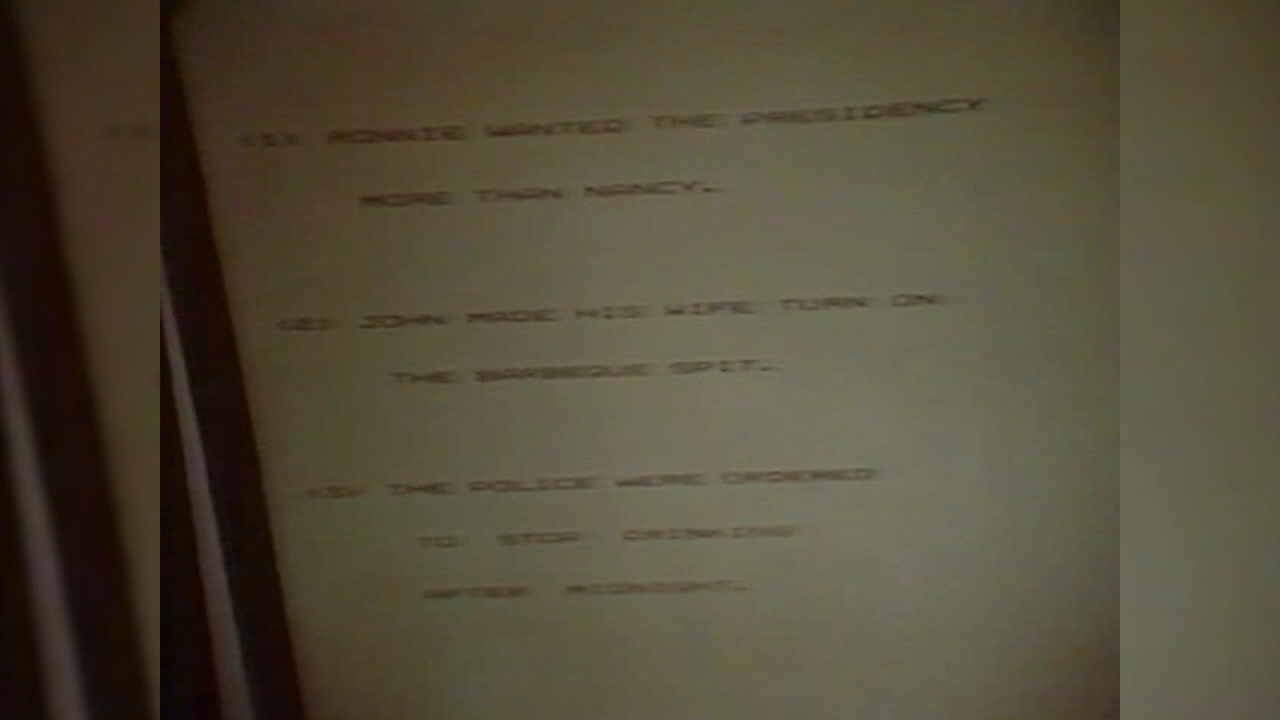 (1) RONNIE WANTED THE PRESIDENCY
MORE THAN NANCY.
(2) JOHN MADE HIS WIFE TURN ON
THE BARBEQUE SPIT.
(3) THE POLICE WERE ORDERED
TO STOP DRINKING
AFTER MIDNIGHT.